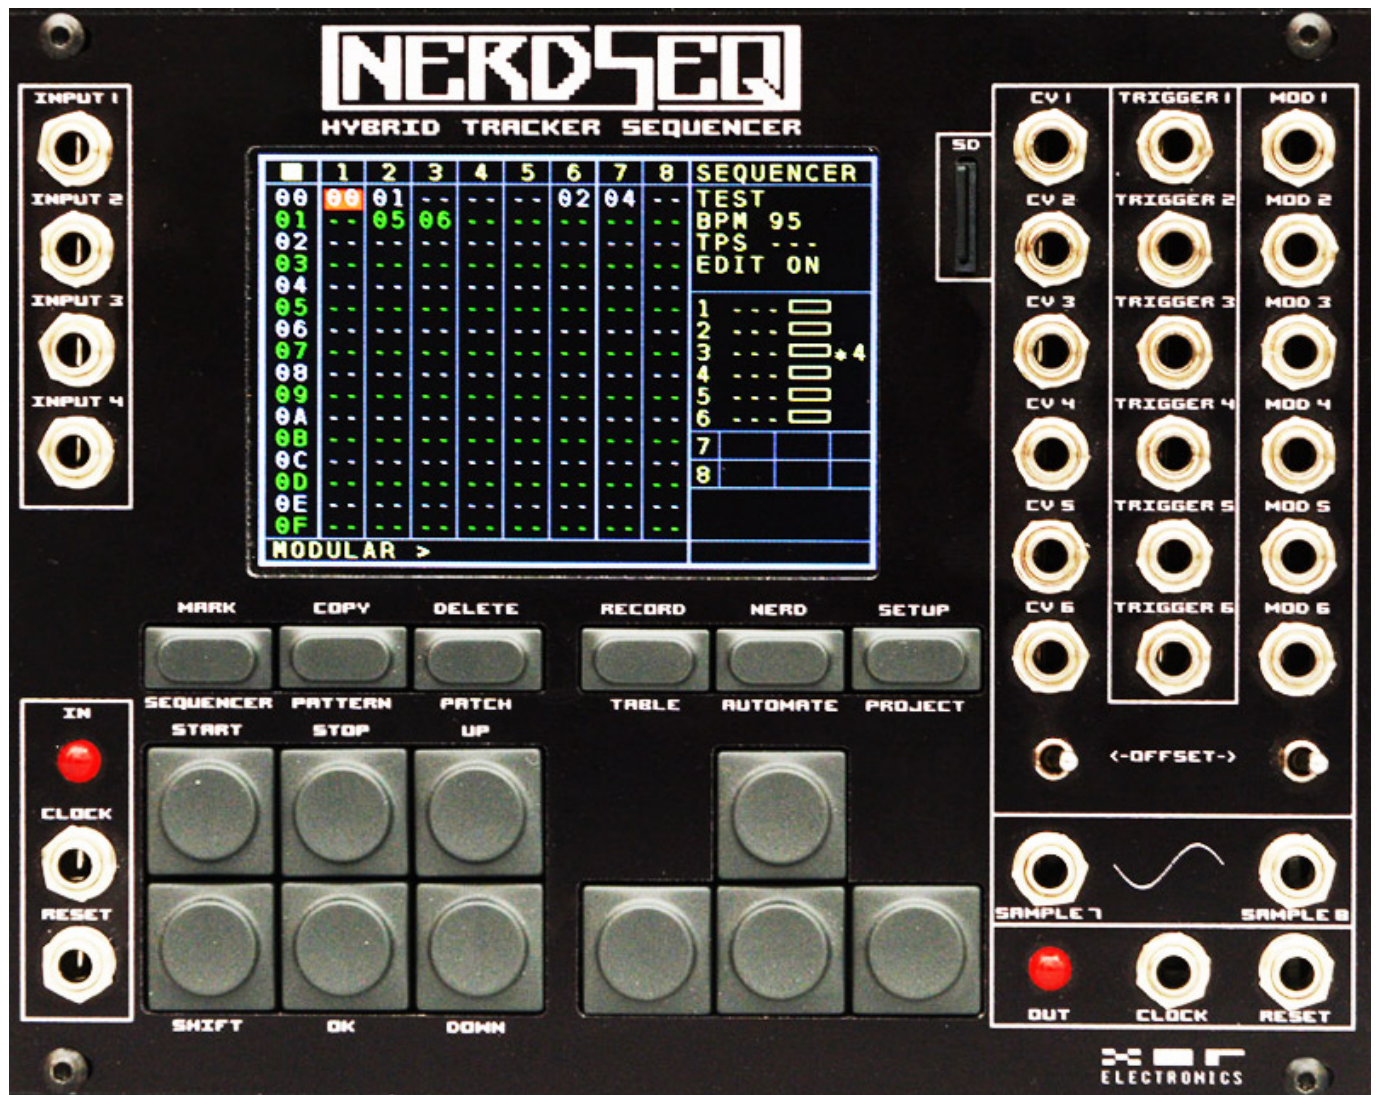 NERDSEQ
HYBRID TRACKER SEQUENCER
INPUT 1
INPUT 2
INPUT 3
INPUT 4
1 2 3 4 5 6 7 8 SEQUENCER
00 00 01 -- -- -- 02 04 -- TEST
01 -- 05 06 -- -- -- -- -- BPM 95
02 -- -- -- -- -- -- -- -- TPS ---
03 -- -- -- -- -- -- -- -- EDIT ON
04 -- -- -- -- -- -- -- --
05 -- -- -- -- -- -- -- -- 1 ---
06 -- -- -- -- -- -- -- -- 2 ---
07 -- -- -- -- -- -- -- -- 3 --- *4
08 -- -- -- -- -- -- -- -- 4 ---
09 -- -- -- -- -- -- -- -- 5 ---
0A -- -- -- -- -- -- -- -- 6 ---
0B -- -- -- -- -- -- -- -- 7
0C -- -- -- -- -- -- -- --
0D -- -- -- -- -- -- -- -- 8
0E -- -- -- -- -- -- -- --
0F -- -- -- -- -- -- -- --
MODULAR >
SD
CV 1 TRIGGER 1 MOD 1
CV 2 TRIGGER 2 MOD 2
CV 3 TRIGGER 3 MOD 3
CV 4 TRIGGER 4 MOD 4
CV 5 TRIGGER 5 MOD 5
CV 6 TRIGGER 6 MOD 6
<-OFFSET->
MARK COPY DELETE RECORD NERD SETUP
SEQUENCER PATTERN PATCH TABLE AUTOMATE PROJECT
START STOP UP
SHIFT OK DOWN
IN
CLOCK
RESET
SAMPLE 7 SAMPLE 8
OUT CLOCK RESET
XOR
ELECTRONICS